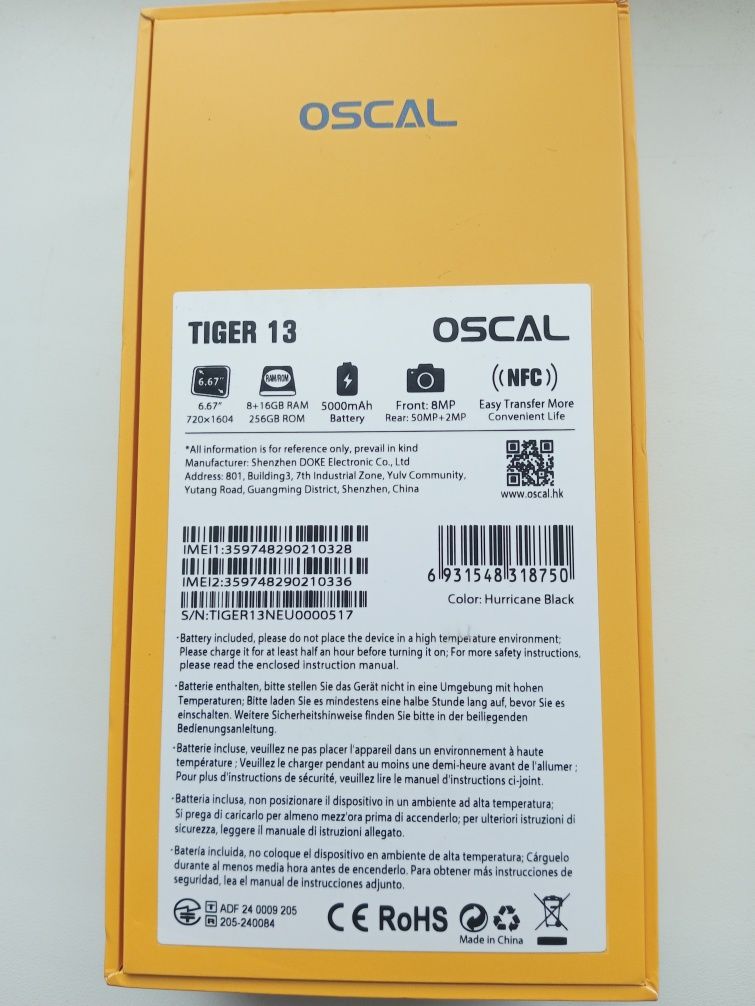 OSCAL
TIGER 13
OSCAL
6.67"
RAM/ROM
((NFC))
6.67"
720×1604
8+16GB RAM
256GB ROM
5000mAh
Battery
Front: 8MP
Rear: 50MP+2MP
Easy Transfer More
Convenient Life
*All information is for reference only, prevail in kind
Manufacturer: Shenzhen DOKE Electronic Co., Ltd
Address: 801, Building3, 7th Industrial Zone, Yulv Community,
Yutang Road, Guangming District, Shenzhen, China
www.oscal.hk
IMEI1:359748290210328
IMEI2:359748290210336
S/N:TIGER13NEU0000517
6 931548 318750
Color: Hurricane Black
·Battery included, please do not place the device in a high temperature environment;
Please charge it for at least half an hour before turning it on; For more safety instructions,
please read the enclosed instruction manual.
·Batterie enthalten, bitte stellen Sie das Gerät nicht in eine Umgebung mit hohen
Temperaturen; Bitte laden Sie es mindestens eine halbe Stunde lang auf, bevor Sie es
einschalten. Weitere Sicherheitshinweise finden Sie bitte in der beiliegenden
Bedienungsanleitung.
·Batterie incluse, veuillez ne pas placer l'appareil dans un environnement à haute
température ; Veuillez le charger pendant au moins une demi-heure avant de l'allumer ;
Pour plus d'instructions de sécurité, veuillez lire le manuel d'instructions ci-joint.
·Batteria inclusa, non posizionare il dispositivo in un ambiente ad alta temperatura;
Si prega di caricarlo per almeno mezz'ora prima di accenderlo; per ulteriori istruzioni di
sicurezza, leggere il manuale di istruzioni allegato.
·Batería incluida, no coloque el dispositivo en ambiente de alta temperatura; Cárguelo
durante al menos media hora antes de encenderlo. Para obtener más instrucciones de
seguridad, lea el manual de instrucciones adjunto.
T ADF 24 0009 205
R 205-240084
CE RoHS
Made in China